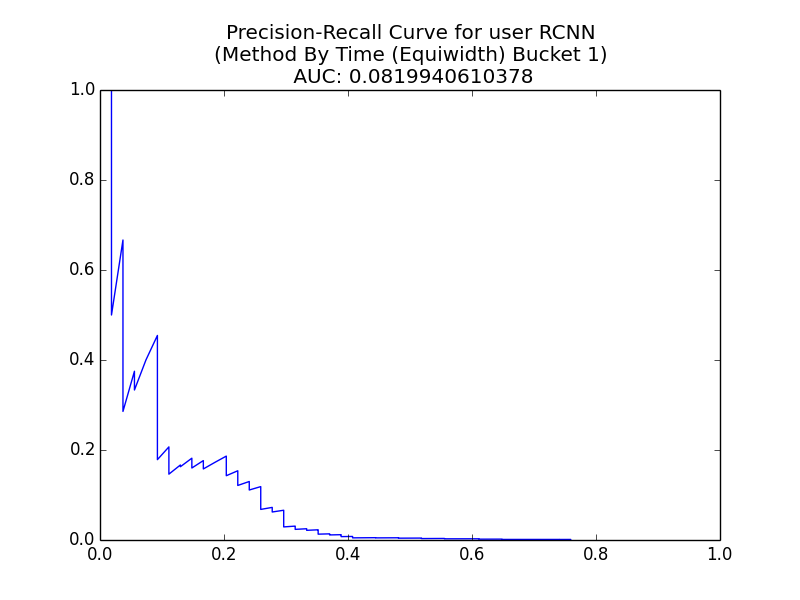 Precision-Recall Curve for user RCNN
(Method By Time (Equiwidth) Bucket 1)
AUC: 0.0819940610378
1.0
0.8
0.6
0.4
0.2
0.0
0.0 0.2 0.4 0.6 0.8 1.0